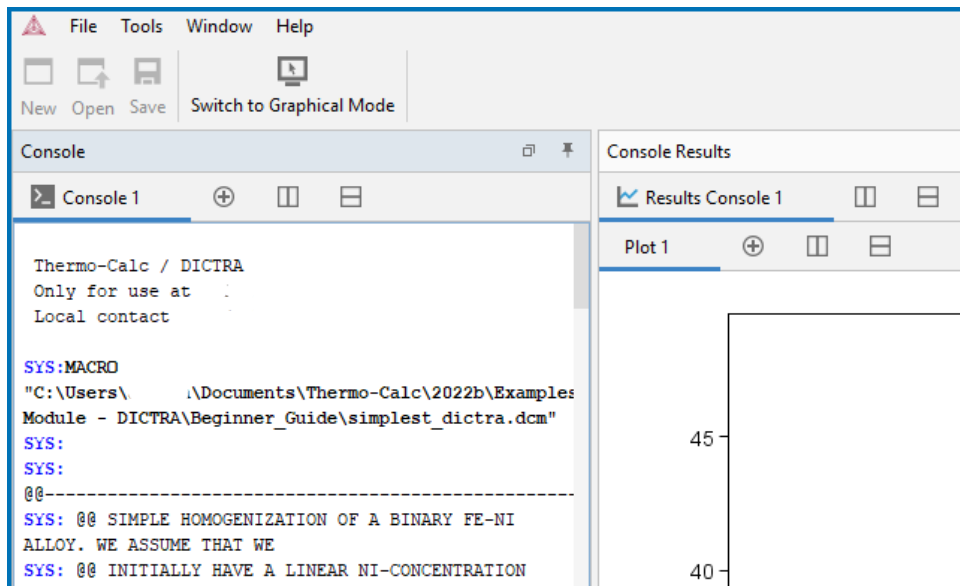 File Tools Window Help
New Open Save Switch to Graphical Mode
Console
Console Results
Console 1
Results Console 1
Plot 1
Thermo-Calc / DICTRA
Only for use at
Local contact
SYS:MACRO
"C:\Users\ \Documents\Thermo-Calc\2022b\Examples
Module - DICTRA\Beginner_Guide\simplest_dictra.dcm"
SYS:
SYS:
@@-----------------------------------------------------
SYS: @@ SIMPLE HOMOGENIZATION OF A BINARY FE-NI
ALLOY. WE ASSUME THAT WE
SYS: @@ INITIALLY HAVE A LINEAR NI-CONCENTRATION
45
40